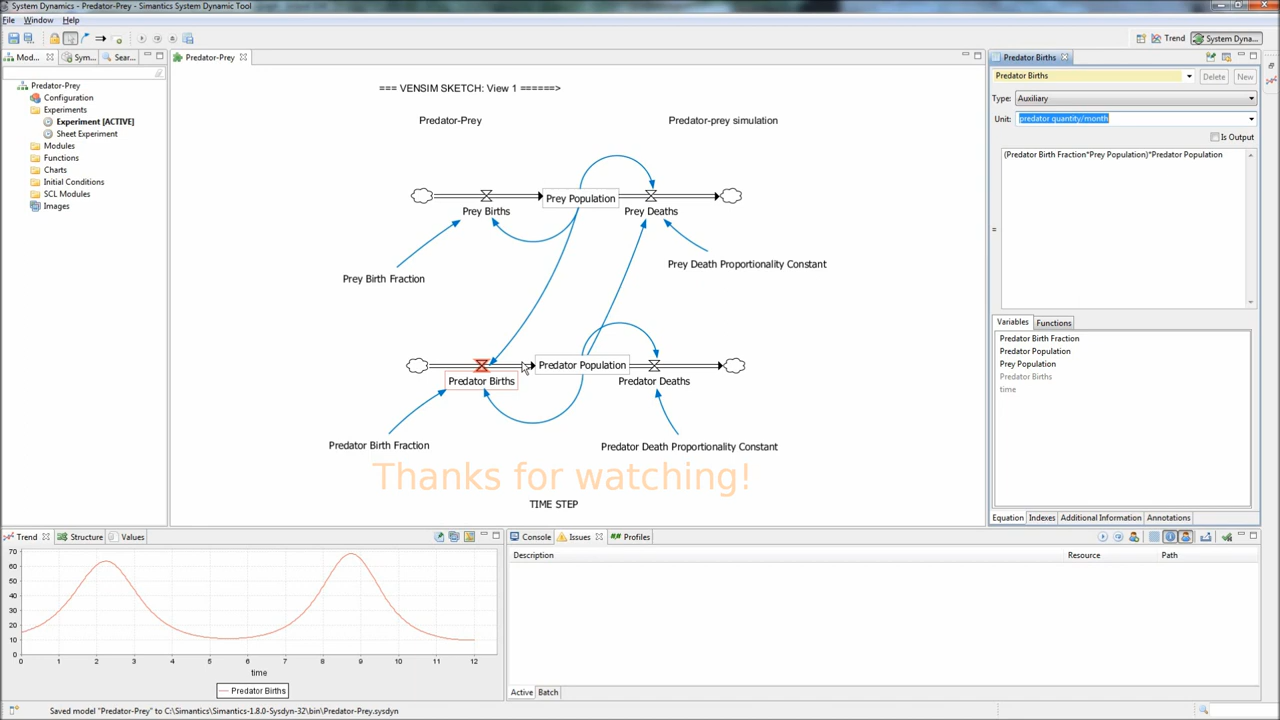 System Dynamics - Predator-Prey - Simantics System Dynamic Tool
File Window Help
Trend System Dyna...
Mod... Sym... Sear...
Predator-Prey
Configuration
Experiments
Experiment [ACTIVE]
Sheet Experiment
Modules
Functions
Charts
Initial Conditions
SCL Modules
Images
Predator-Prey
=== VENSIM SKETCH: View 1 ======>
Predator-Prey Predator-prey simulation
Prey Population
Prey Births Prey Deaths
Prey Birth Fraction Prey Death Proportionality Constant
Predator Population
Predator Births Predator Deaths
Predator Birth Fraction Predator Death Proportionality Constant
Thanks for watching!
TIME STEP
Predator Births
Predator Births Delete New
Type: Auxiliary
Unit: predator quantity/month
Is Output
= (Predator Birth Fraction*Prey Population)*Predator Population
Variables Functions
Predator Birth Fraction
Predator Population
Prey Population
Predator Births
time
Equation Indexes Additional Information Annotations
Trend Structure Values
70
60
50
40
30
20
10
0
0 1 2 3 4 5 6 7 8 9 10 11 12
time
Predator Births
Console Issues Profiles
Description Resource Path
Active Batch
Saved model "Predator-Prey" to C:\Simantics\Simantics-1.8.0-Sysdyn-32\bin\Predator-Prey.sysdyn